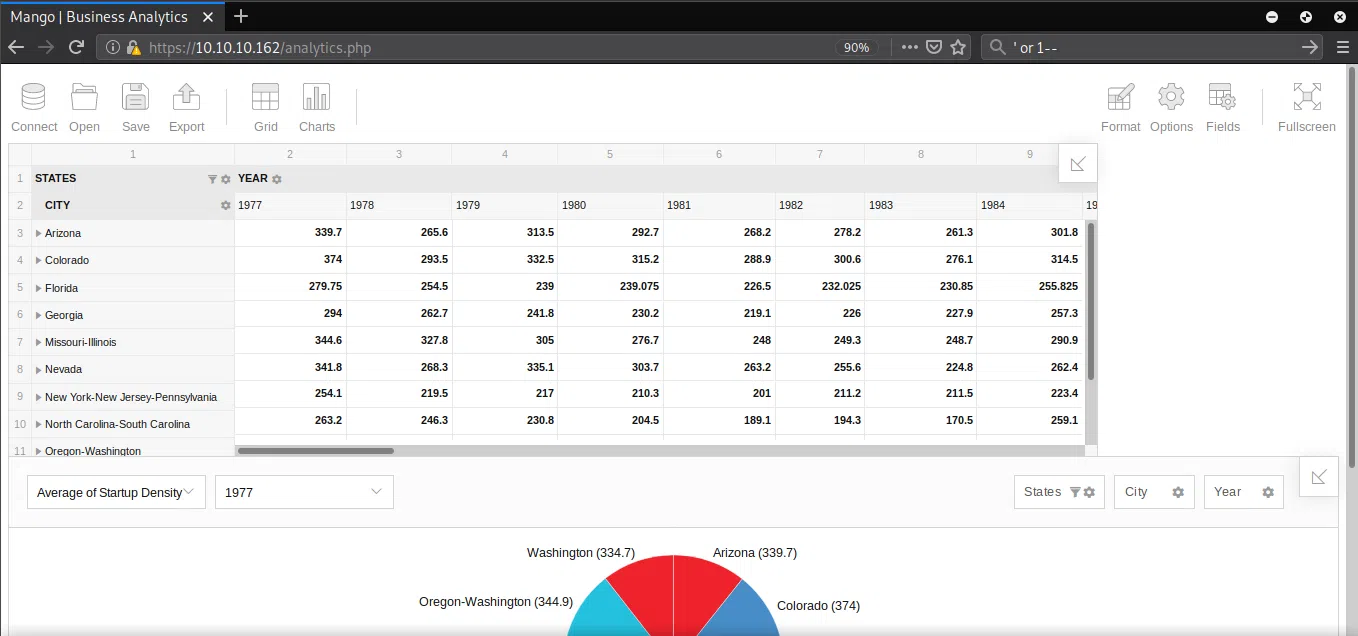 Mango | Business Analytics
https://10.10.10.162/analytics.php 90% ' or 1--
Connect Open Save Export Grid Charts Format Options Fields Fullscreen
1 2 3 4 5 6 7 8 9
1 STATES YEAR
2 CITY 1977 1978 1979 1980 1981 1982 1983 1984 19
3 Arizona 339.7 265.6 313.5 292.7 268.2 278.2 261.3 301.8
4 Colorado 374 293.5 332.5 315.2 288.9 300.6 276.1 314.5
5 Florida 279.75 254.5 239 239.075 226.5 232.025 230.85 255.825
6 Georgia 294 262.7 241.8 230.2 219.1 226 227.9 257.3
7 Missouri-Illinois 344.6 327.8 305 276.7 248 249.3 248.7 290.9
8 Nevada 341.8 268.3 335.1 303.7 263.2 255.6 224.8 262.4
9 New York-New Jersey-Pennsylvania 254.1 219.5 217 210.3 201 211.2 211.5 223.4
10 North Carolina-South Carolina 263.2 246.3 230.8 204.5 189.1 194.3 170.5 259.1
11 Oregon-Washington
Average of Startup Density 1977 States City Year
Washington (334.7) Arizona (339.7)
Oregon-Washington (344.9) Colorado (374)